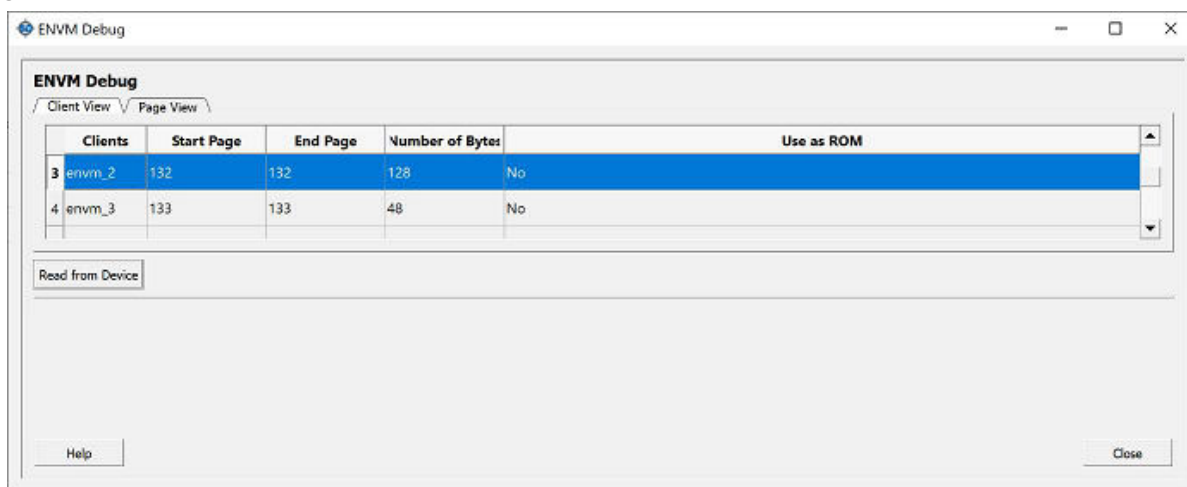 ENVM Debug
ENVM Debug
Client View Page View
Clients Start Page End Page Number of Bytes Use as ROM
3 envm_2 132 132 128 No
4 envm_3 133 133 48 No
Read from Device
Help Close